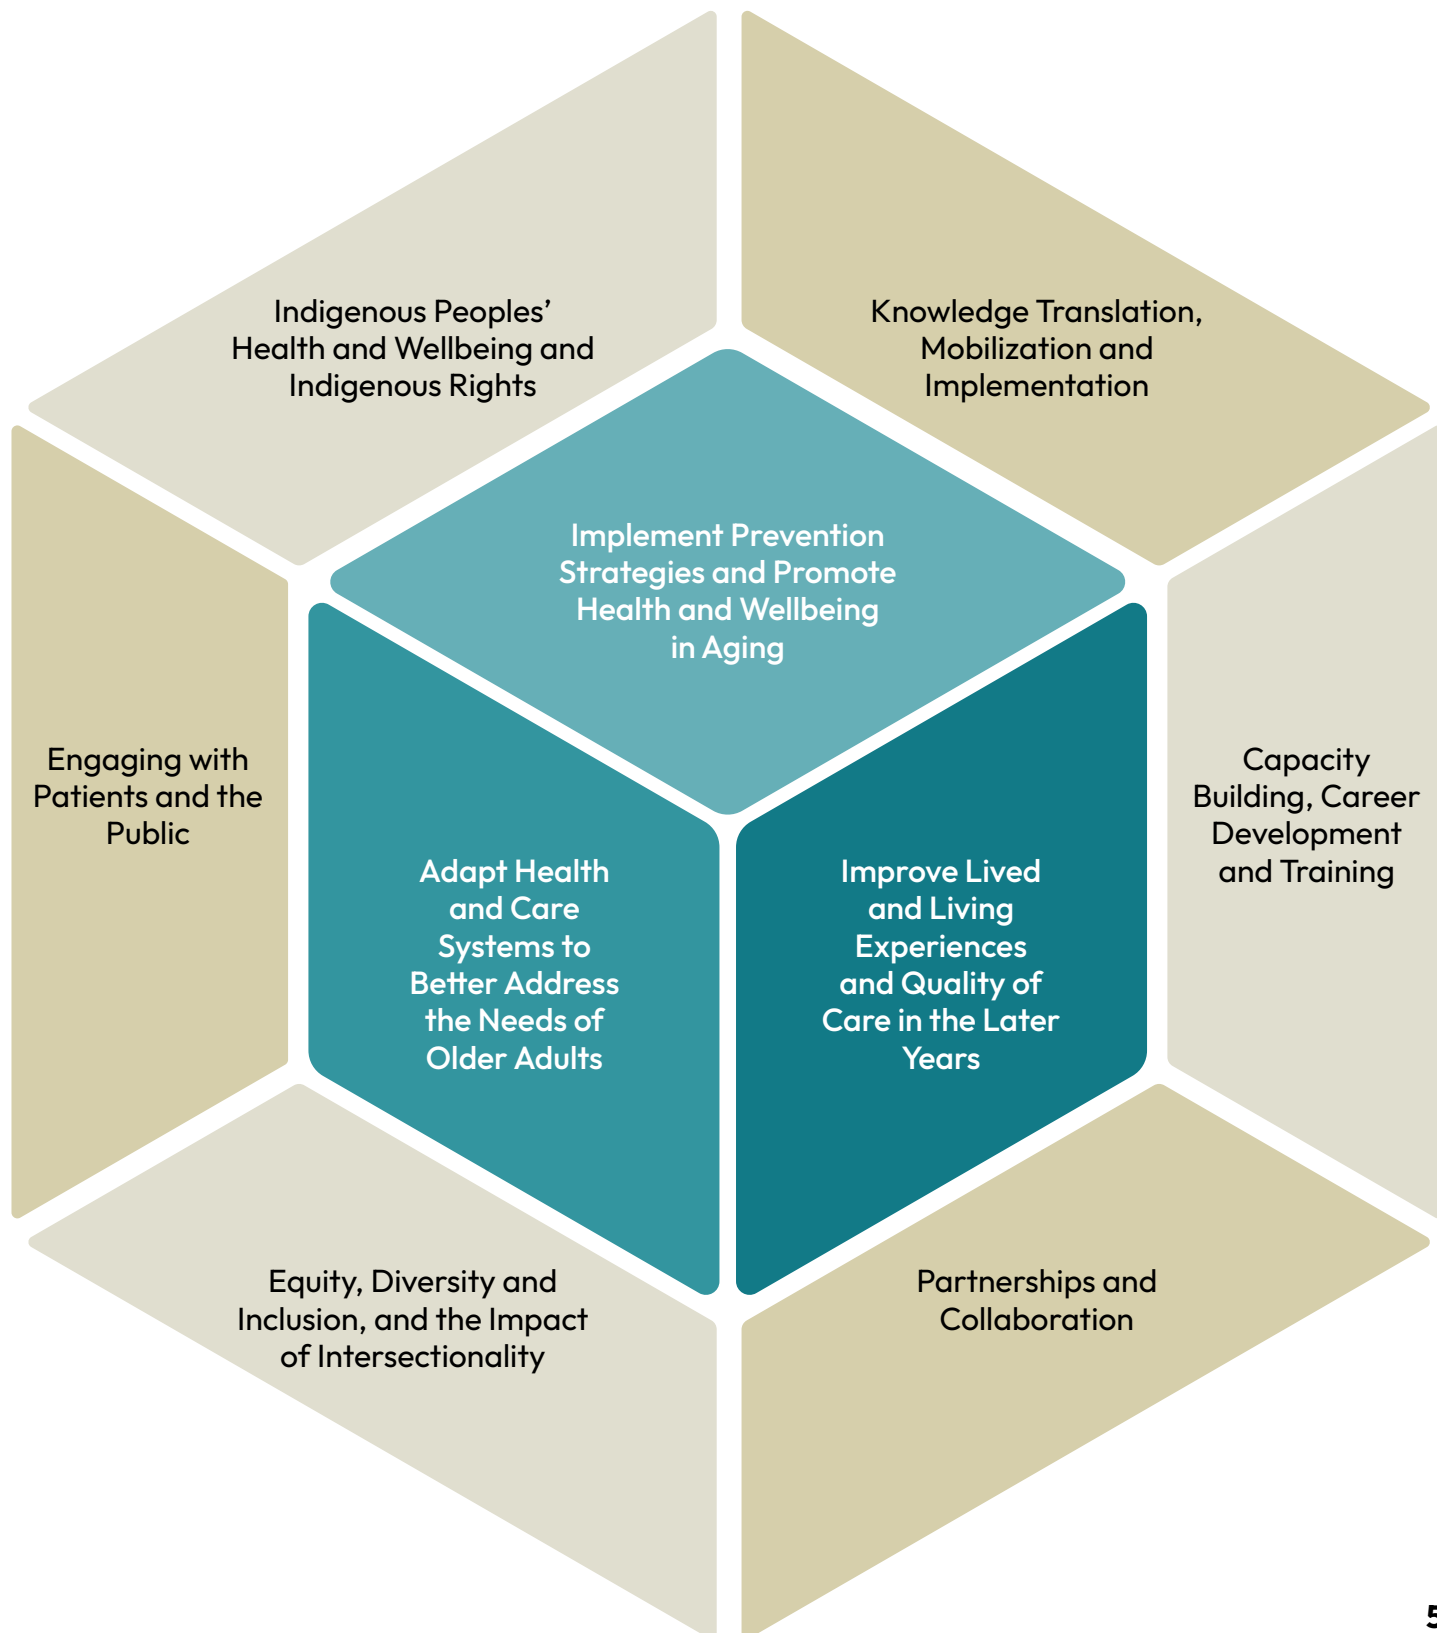 Indigenous Peoples’
Health and Wellbeing and
Indigenous Rights
Knowledge Translation,
Mobilization and
Implementation
Implement Prevention
Strategies and Promote
Health and Wellbeing
in Aging
Engaging with
Patients and the
Public
Capacity
Building, Career
Development
and Training
Adapt Health
and Care
Systems to
Better Address
the Needs of
Older Adults
Improve Lived
and Living
Experiences
and Quality of
Care in the Later
Years
Equity, Diversity and
Inclusion, and the Impact
of Intersectionality
Partnerships and
Collaboration
5